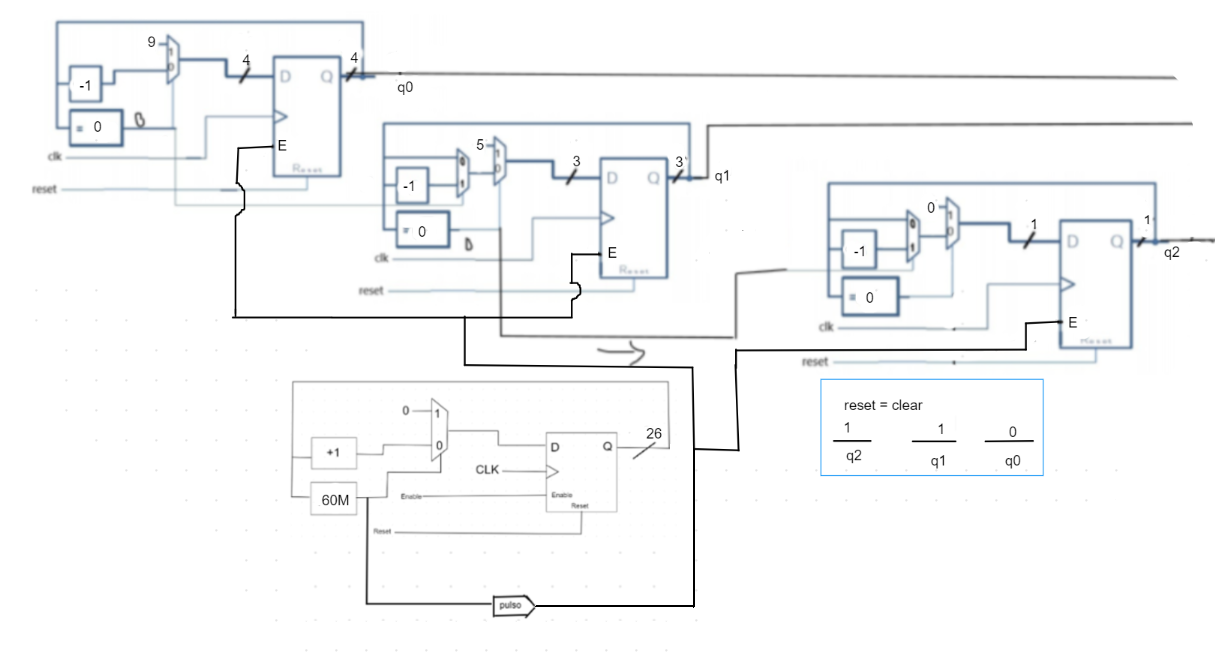 9
1
0
4
4
-1
D Q
q0
= 0
0
E
clk
Reset
reset
5
0
1
1
0
3
3
-1
D Q
q1
= 0
0
E
clk
Reset
reset
0
0
1
1
0
1
1
-1
D Q
q2
= 0
E
clk
Reset
reset
0
1
0
+1
D Q
26
CLK
60M
Enable
Enable
Reset
Reset
pulso
reset = clear
1 1 0
q2 q1 q0